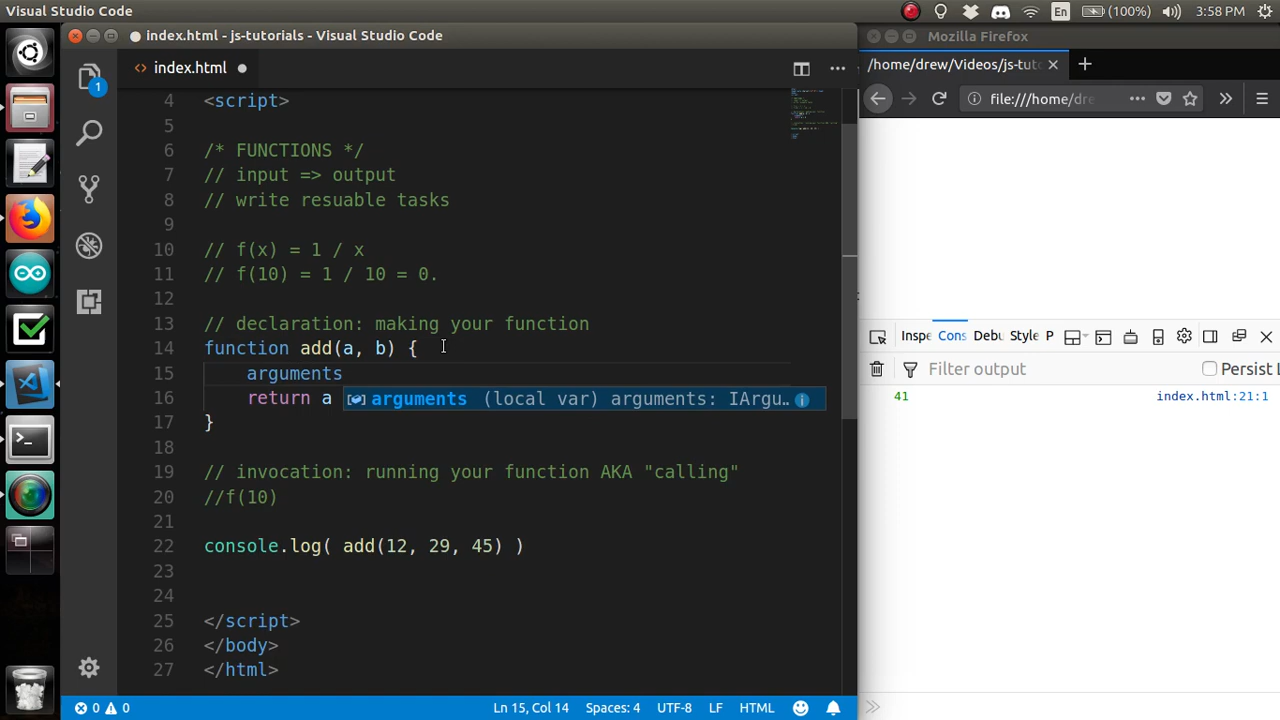 Visual Studio Code
En
(100%)
3:58 PM
index.html - js-tutorials - Visual Studio Code
Mozilla Firefox
index.html
/home/drew/Videos/js-tut
file:///home/dre
1
4 <script>
5
6 /* FUNCTIONS */
7 // input => output
8 // write resuable tasks
9
10 // f(x) = 1 / x
11 // f(10) = 1 / 10 = 0.
12
13 // declaration: making your function
14 function add(a, b) {
15 arguments
16 return a
arguments (local var) arguments: IArgu…
17 }
18
19 // invocation: running your function AKA "calling"
20 //f(10)
21
22 console.log( add(12, 29, 45) )
23
24
25 </script>
26 </body>
27 </html>
Inspe Cons Debu Style P
Filter output
Persist L
41 index.html:21:1
0 0
Ln 15, Col 14 Spaces: 4 UTF-8 LF HTML